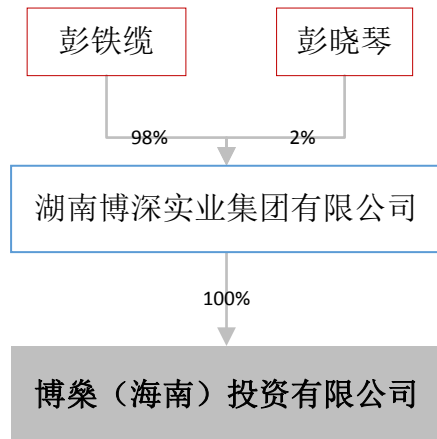 彭铁缆 彭晓琴
98% 2%
湖南博深实业集团有限公司
100%
博燊（海南）投资有限公司